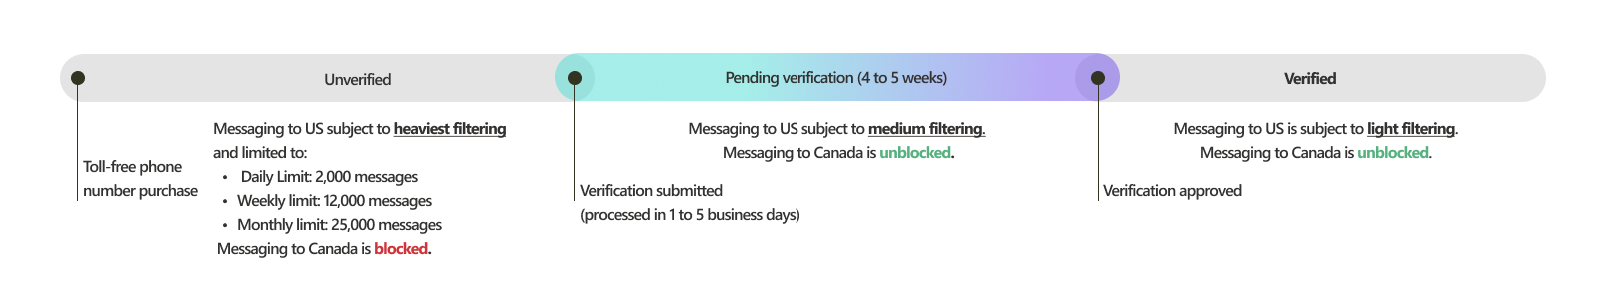 Unverified
Pending verification (4 to 5 weeks)
Verified
Toll-free phone
number purchase
Messaging to US subject to heaviest filtering
and limited to:
• Daily Limit: 2,000 messages
• Weekly limit: 12,000 messages
• Monthly limit: 25,000 messages
Messaging to Canada is blocked.
Messaging to US subject to medium filtering.
Messaging to Canada is unblocked.
Verification submitted
(processed in 1 to 5 business days)
Messaging to US is subject to light filtering.
Messaging to Canada is unblocked.
Verification approved